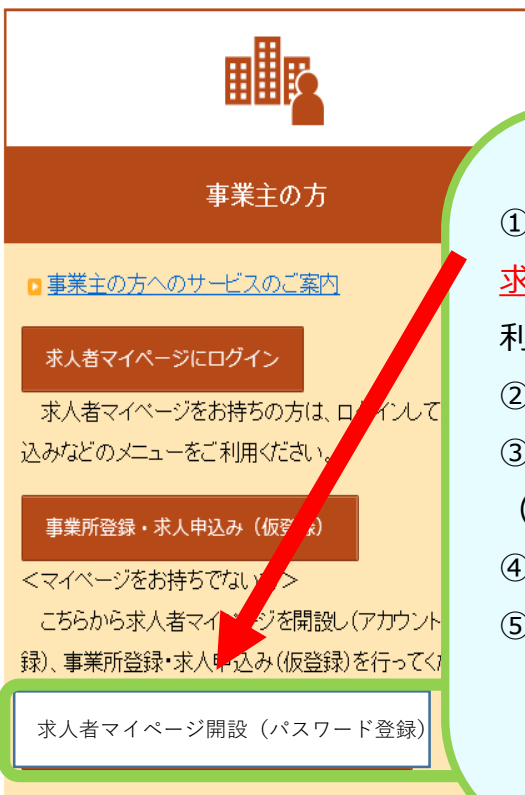 事業主の方
事業主の方へのサービスのご案内
求人者マイページにログイン
求人者マイページをお持ちの方は、ログインして
込みなどのメニューをご利用ください。
事業所登録・求人申込み（仮登録）
＜マイページをお持ちでない方＞
こちらから求人者マイページを開設し(アカウント
録)、事業所登録・求人申込み(仮登録)を行ってくだ
求人者マイページ開設（パスワード登録）
①
求
利
②
③
（
④
⑤